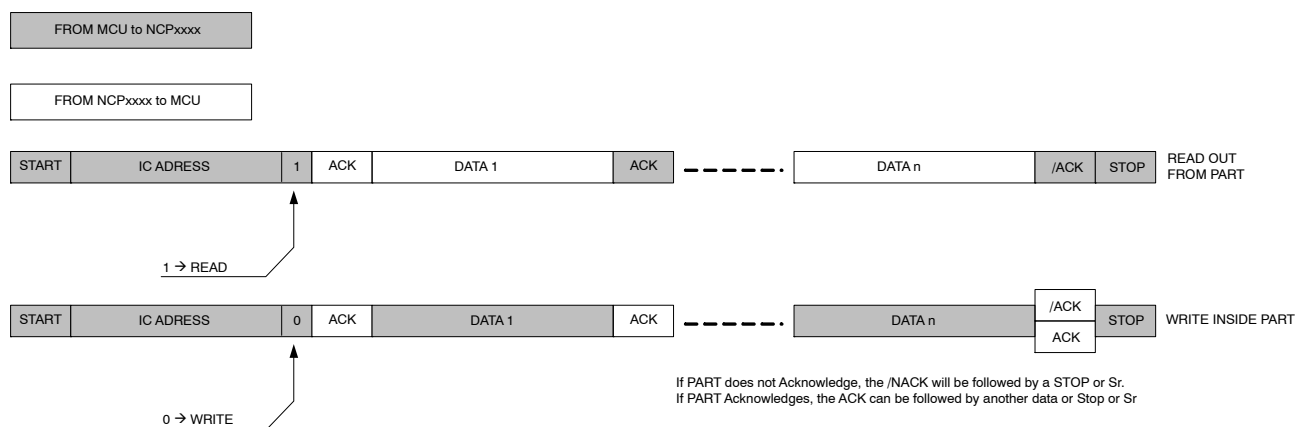 FROM MCU to NCPxxxx
FROM NCPxxxx to MCU
START IC ADRESS 1 ACK DATA 1 ACK DATA n /ACK STOP READ OUT
FROM PART
1 → READ
START IC ADRESS 0 ACK DATA 1 ACK DATA n /ACK STOP WRITE INSIDE PART
ACK
If PART does not Acknowledge, the /NACK will be followed by a STOP or Sr.
If PART Acknowledges, the ACK can be followed by another data or Stop or Sr
0 → WRITE